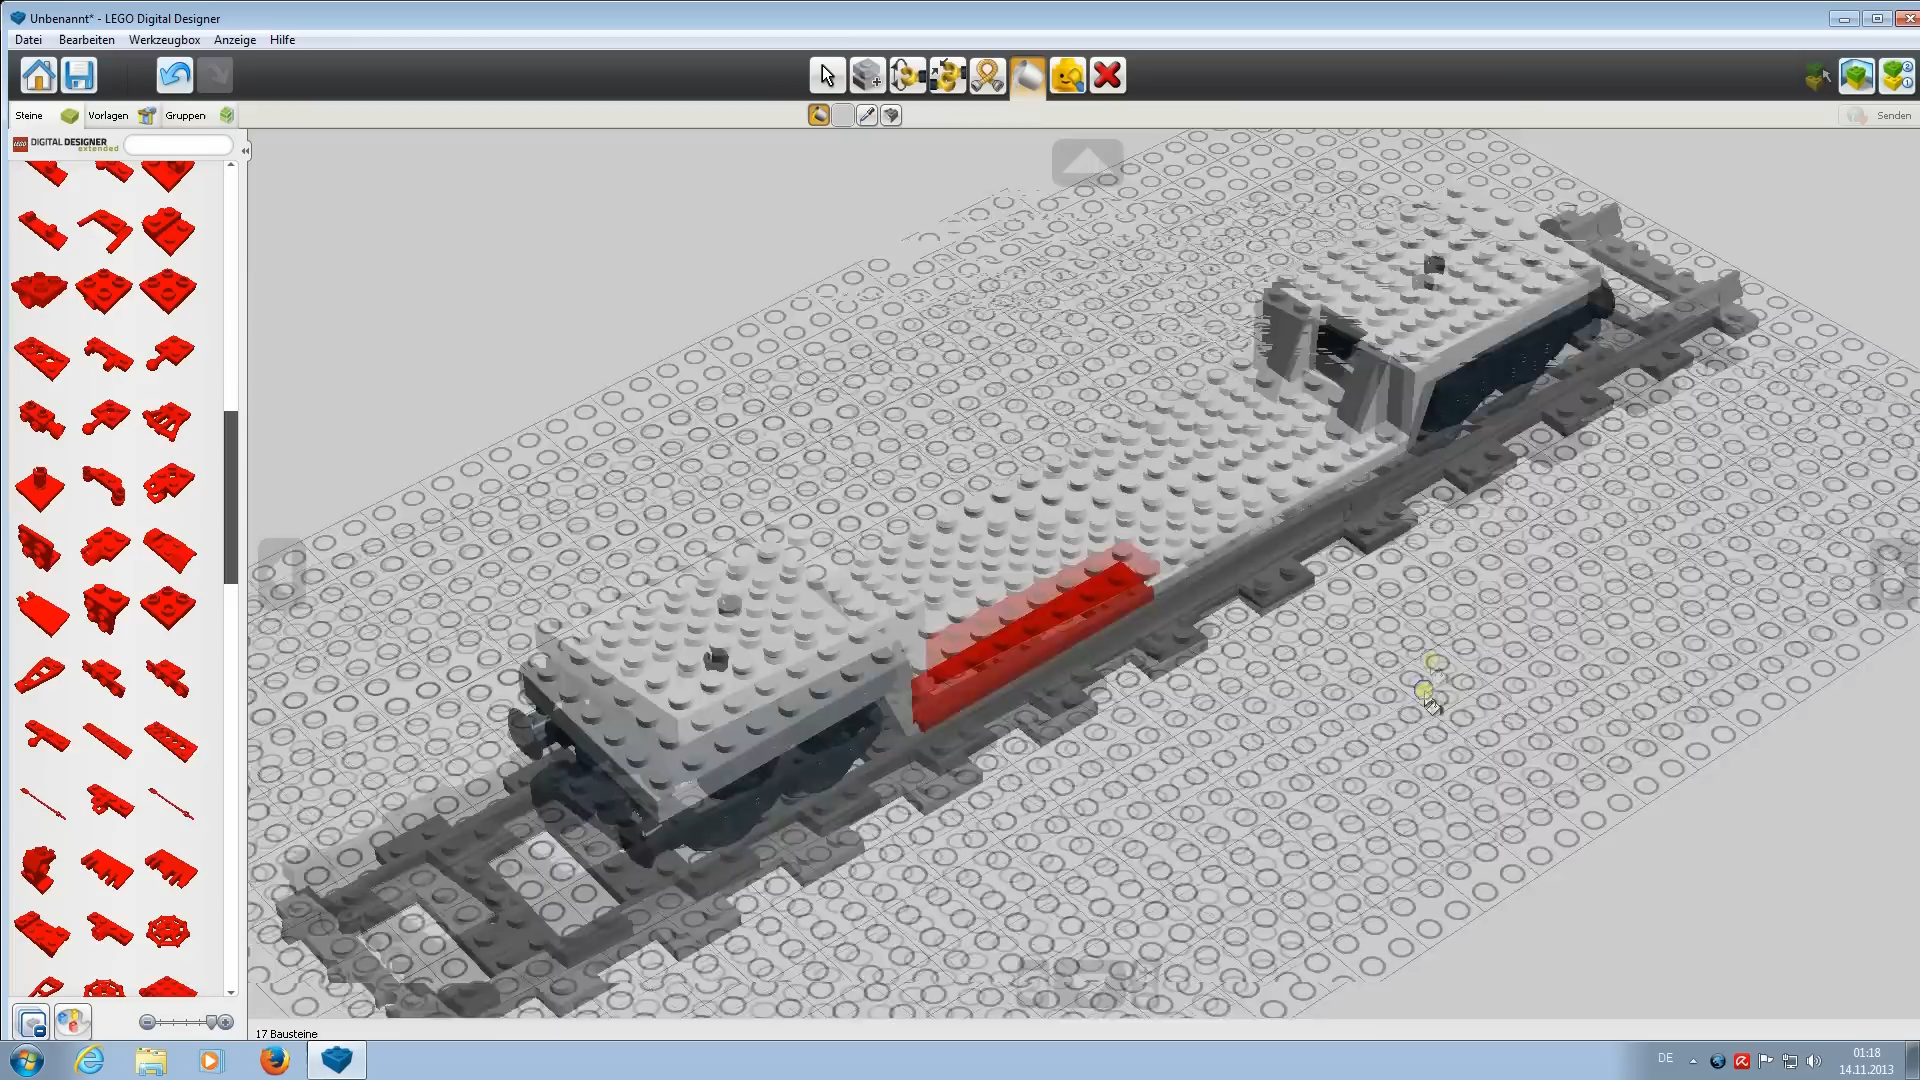 Unbenannt* - LEGO Digital Designer
Datei Bearbeiten Werkzeugbox Anzeige Hilfe
Steine Vorlagen Gruppen
Senden
LEGO DIGITAL DESIGNER
extended
17 Bausteine
DE
01:18
14.11.2013